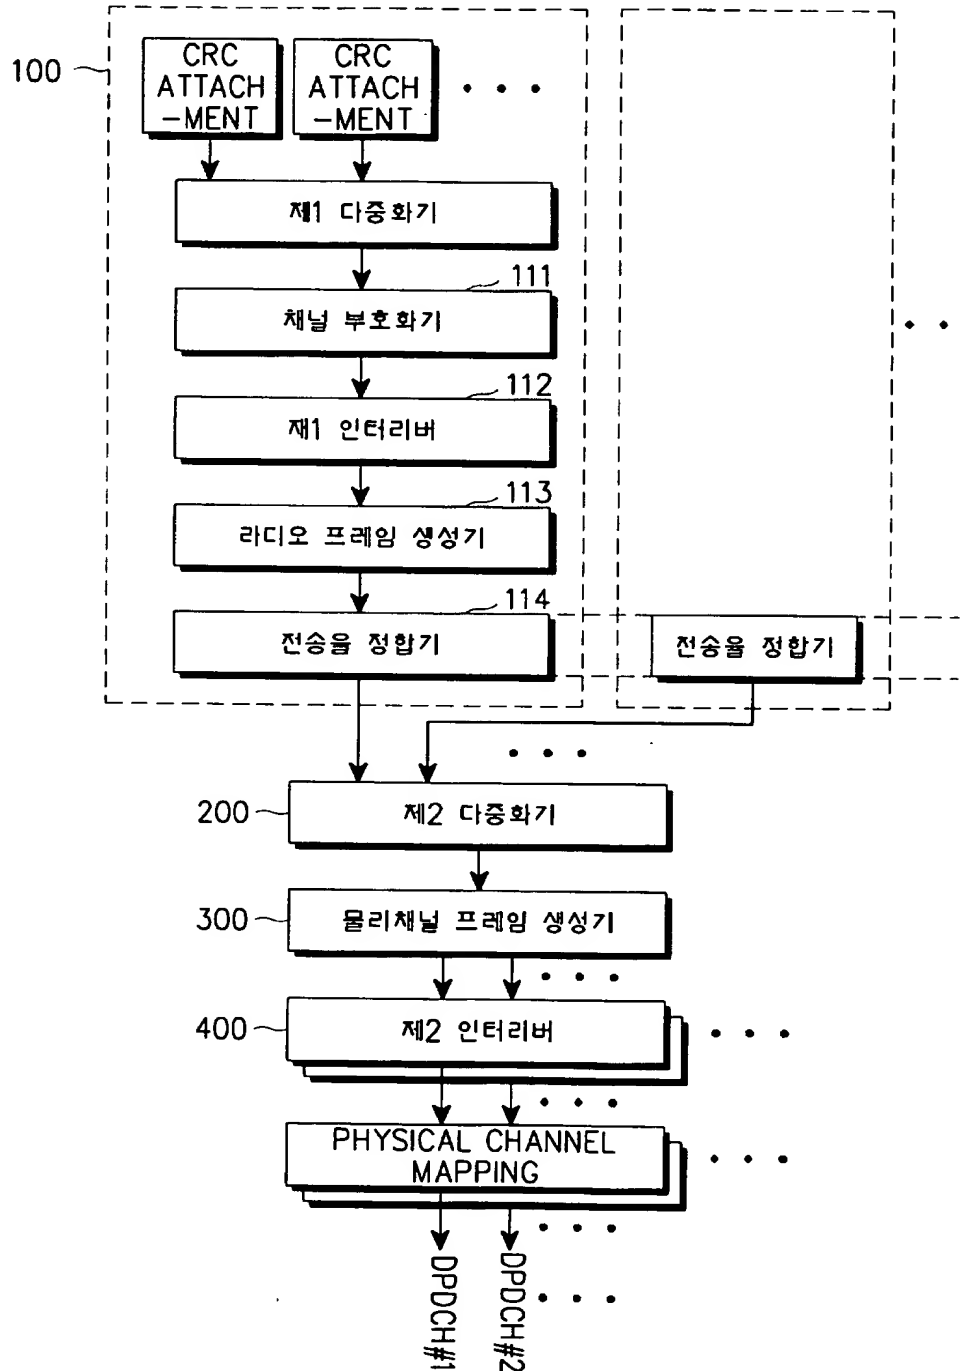 CRC
ATTACH
-MENT
CRC
ATTACH
-MENT
100
제1 다중화기
111
채널 부호화기
112
재1 인터리버
113
라디오 프레임 생성기
114
전송율 정합기
전송율 정합기
200
제2 다중화기
300
물리채널 프레임 생성기
400
제2 인터리버
PHYSICAL CHANNEL
MAPPING
DPDCH#1
DPDCH#2